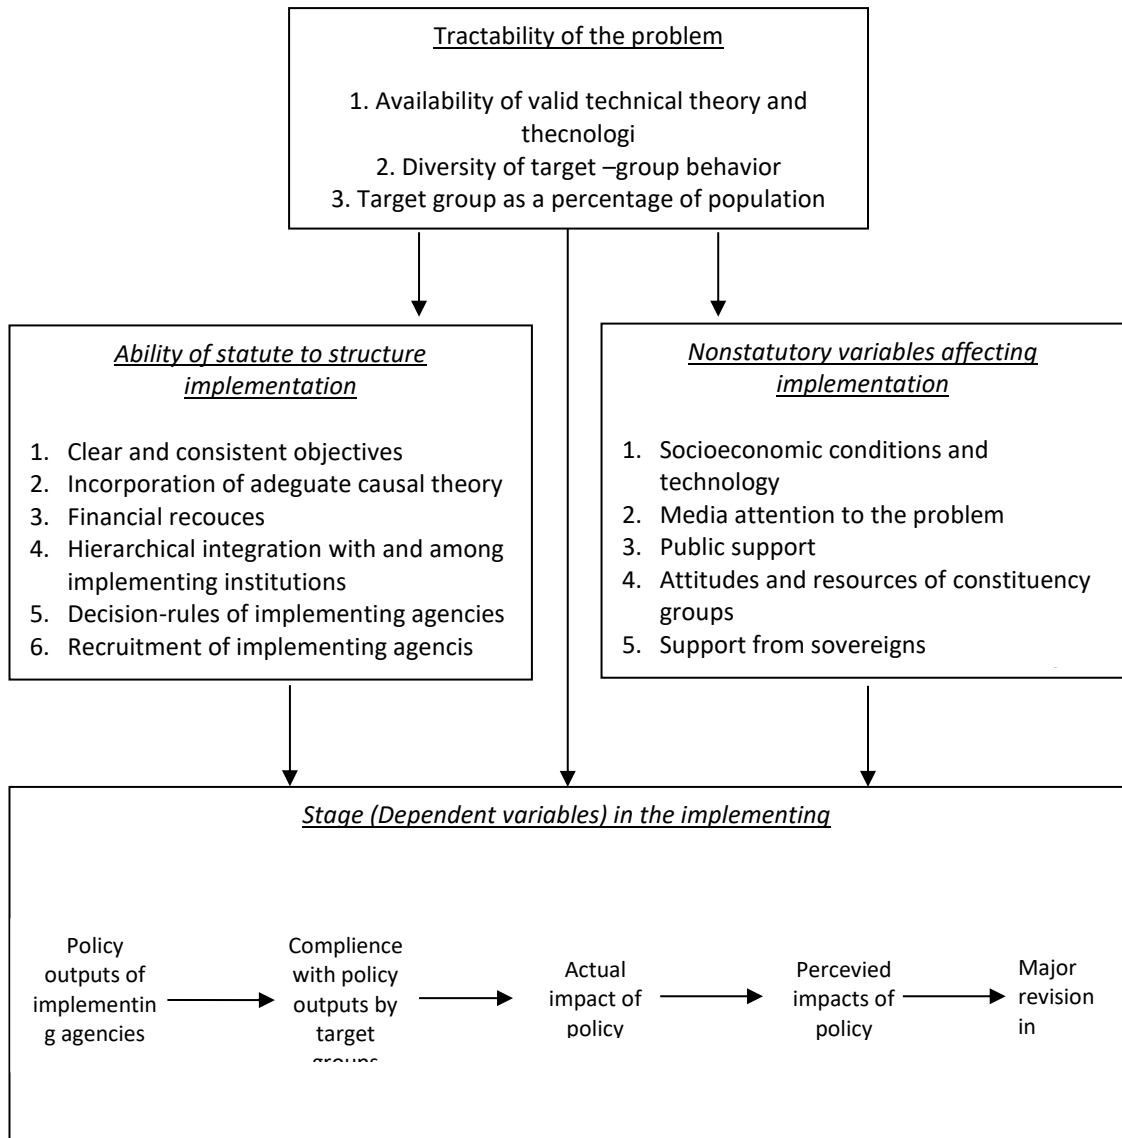 Tractability of the problem
1. Availability of valid technical theory and
thecnologi
2. Diversity of target –group behavior
3. Target group as a percentage of population
Ability of statute to structure
implementation
1. Clear and consistent objectives
2. Incorporation of adequate causal theory
3. Financial recouces
4. Hierarchical integration with and among
implementing institutions
5. Decision-rules of implementing agencies
6. Recruitment of implementing agencis
Nonstatutory variables affecting
implementation
1. Socioeconomic conditions and
technology
2. Media attention to the problem
3. Public support
4. Attitudes and resources of constituency
groups
5. Support from sovereigns
Stage (Dependent variables) in the implementing
Policy
outputs of
implementin
g agencies
Complience
with policy
outputs by
target
groups
Actual
impact of
policy
Percevied
impacts of
policy
Major
revision
in